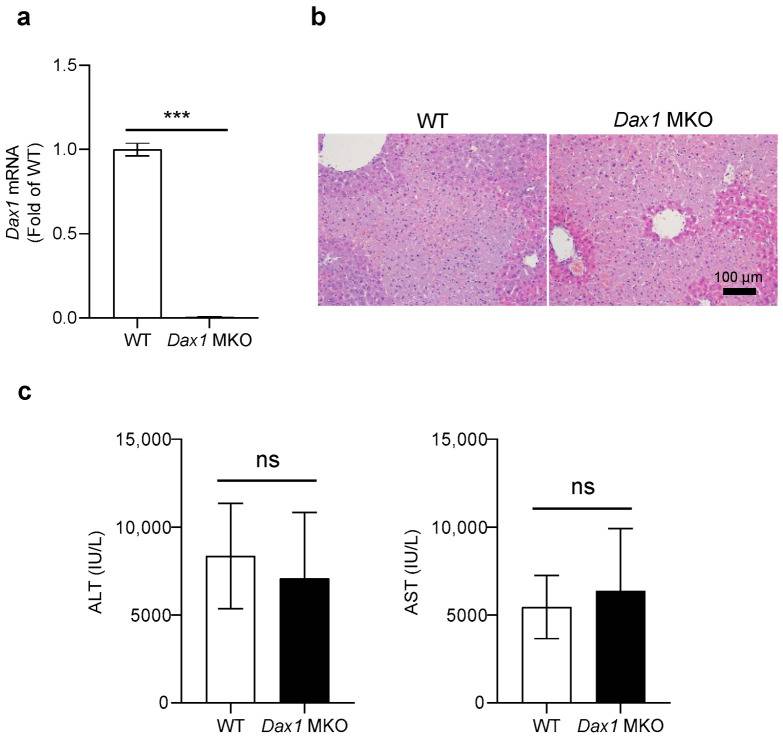 a
1.5
1.0
0.5
0.0
Dax1 mRNA
(Fold of WT)
***
WT
Dax1 MKO
b
WT
Dax1 MKO
100 µm
c
15,000
10,000
5000
0
ALT (IU/L)
ns
WT
Dax1 MKO
15,000
10,000
5000
0
AST (IU/L)
ns
WT
Dax1 MKO